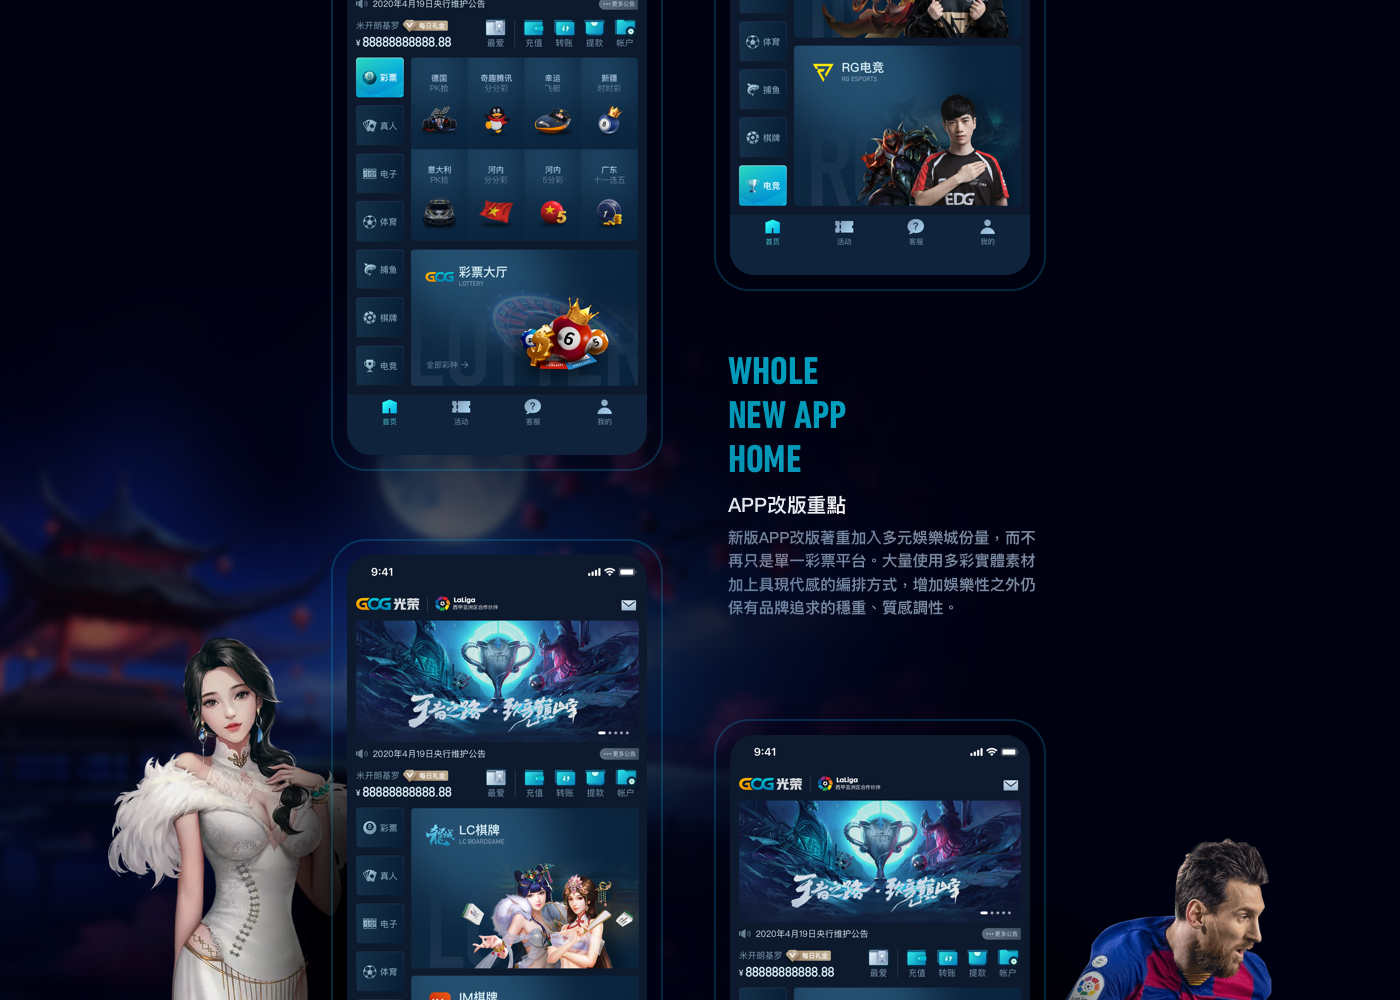 2020年4月19日央行维护公告
更多公告
米开朗基罗
每日礼金
¥ 88888888888.88
最爱
充值
转账
提款
帐户
彩票
真人
电子
体育
捕鱼
棋牌
电竞
德国
PK拾
奇趣腾讯
分分彩
幸运
飞艇
新疆
时时彩
意大利
PK拾
河内
分分彩
河内
5分彩
广东
十一选五
GCG
彩票大厅
LOTTERY
全部彩种
首页
活动
客服
我的
体育
捕鱼
棋牌
电竞
RG电竞
RG ESPORTS
EDG
首页
活动
客服
我的
WHOLE
NEW APP
HOME
APP改版重點
新版APP改版著重加入多元娛樂城份量，而不
再只是單一彩票平台。大量使用多彩實體素材
加上具現代感的編排方式，增加娛樂性之外仍
保有品牌追求的穩重、質感調性。
9:41
GCG 光荣
LaLiga
西甲亚洲区合作伙伴
王者之路·致竞巅峰
2020年4月19日央行维护公告
更多公告
米开朗基罗
每日礼金
¥ 88888888888.88
最爱
充值
转账
提款
帐户
彩票
真人
电子
体育
LC棋牌
LC BOARDGAME
IM棋牌
9:41
GCG 光荣
LaLiga
西甲亚洲区合作伙伴
王者之路·致竞巅峰
2020年4月19日央行维护公告
更多公告
米开朗基罗
每日礼金
¥ 88888888888.88
最爱
充值
转账
提款
帐户